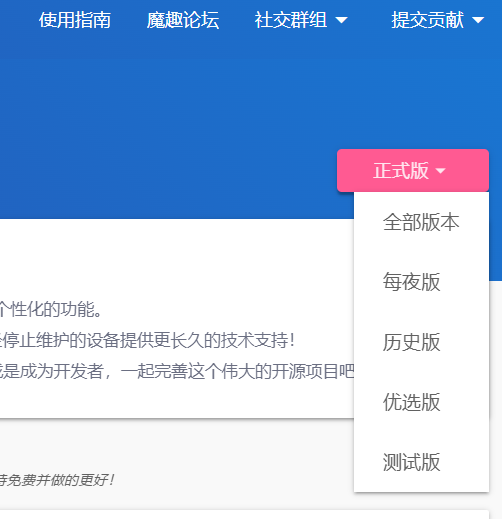 使用指南 魔趣论坛 社交群组 提交贡献
正式版
全部版本
每夜版
个性化的功能。
历史版
停止维护的设备提供更长久的技术支持！
是成为开发者，一起完善这个伟大的开源项目吧
优选版
测试版
免费并做的更好！